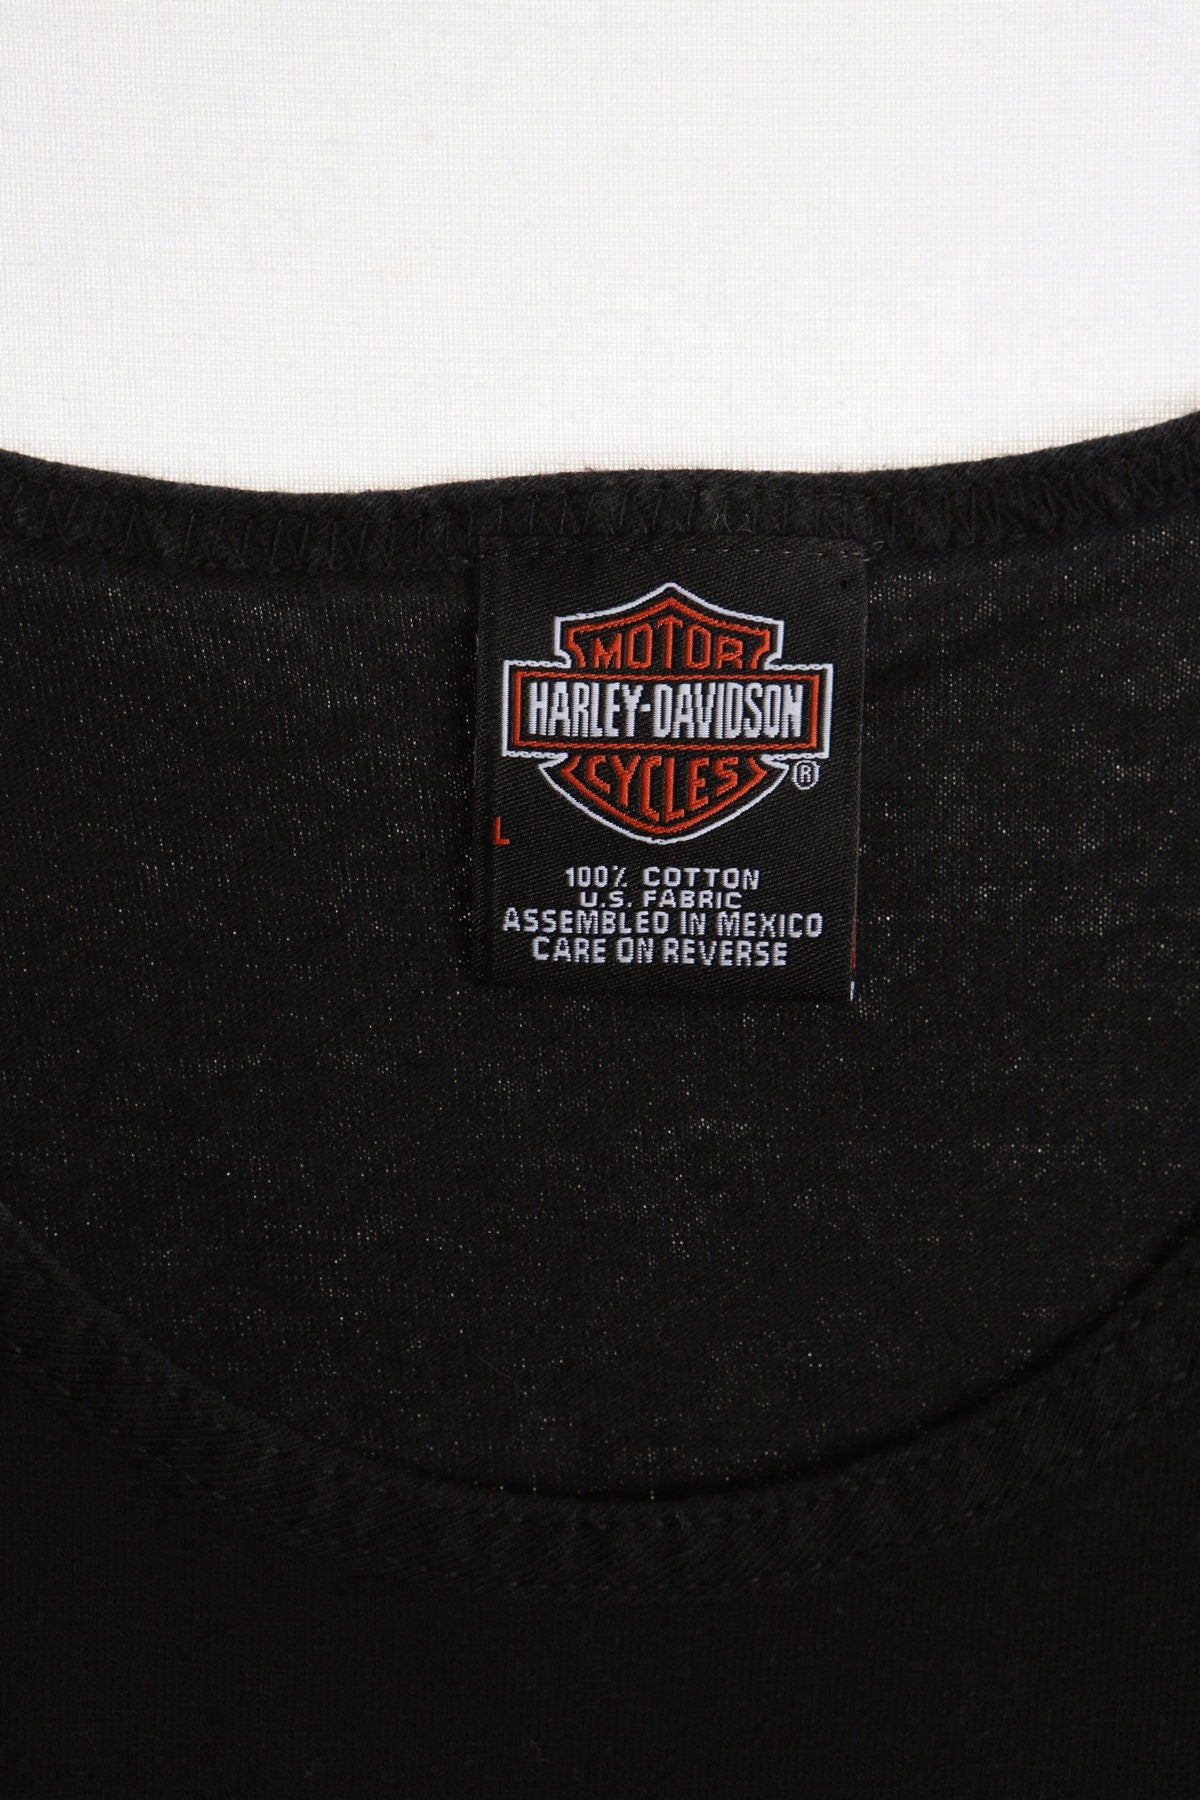 MOTOR
HARLEY-DAVIDSON
CYCLES
®
L
100% COTTON
U.S. FABRIC
ASSEMBLED IN MEXICO
CARE ON REVERSE